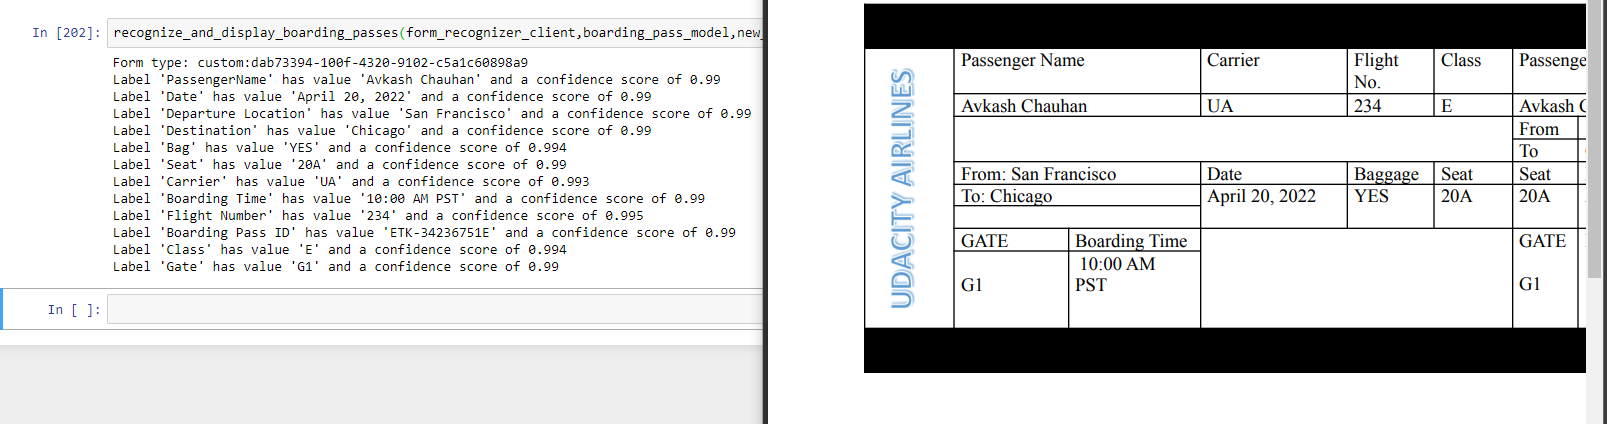 In [202]: recognize_and_display_boarding_passes(form_recognizer_client,boarding_pass_model,new_
Form type: custom:dab73394-100f-4320-9102-c5a1c60898a9
Label 'PassengerName' has value 'Avkash Chauhan' and a confidence score of 0.99
Label 'Date' has value 'April 20, 2022' and a confidence score of 0.99
Label 'Departure Location' has value 'San Francisco' and a confidence score of 0.99
Label 'Destination' has value 'Chicago' and a confidence score of 0.99
Label 'Bag' has value 'YES' and a confidence score of 0.994
Label 'Seat' has value '20A' and a confidence score of 0.99
Label 'Carrier' has value 'UA' and a confidence score of 0.993
Label 'Boarding Time' has value '10:00 AM PST' and a confidence score of 0.99
Label 'Flight Number' has value '234' and a confidence score of 0.995
Label 'Boarding Pass ID' has value 'ETK-34236751E' and a confidence score of 0.99
Label 'Class' has value 'E' and a confidence score of 0.994
Label 'Gate' has value 'G1' and a confidence score of 0.99
In [ ]:
UDACITY AIRLINES
Passenger Name Carrier Flight No. Class Passenge
Avkash Chauhan UA 234 E Avkash C
From
To
From: San Francisco Date Baggage Seat Seat
To: Chicago April 20, 2022 YES 20A 20A
GATE Boarding Time GATE
10:00 AM
G1 PST G1